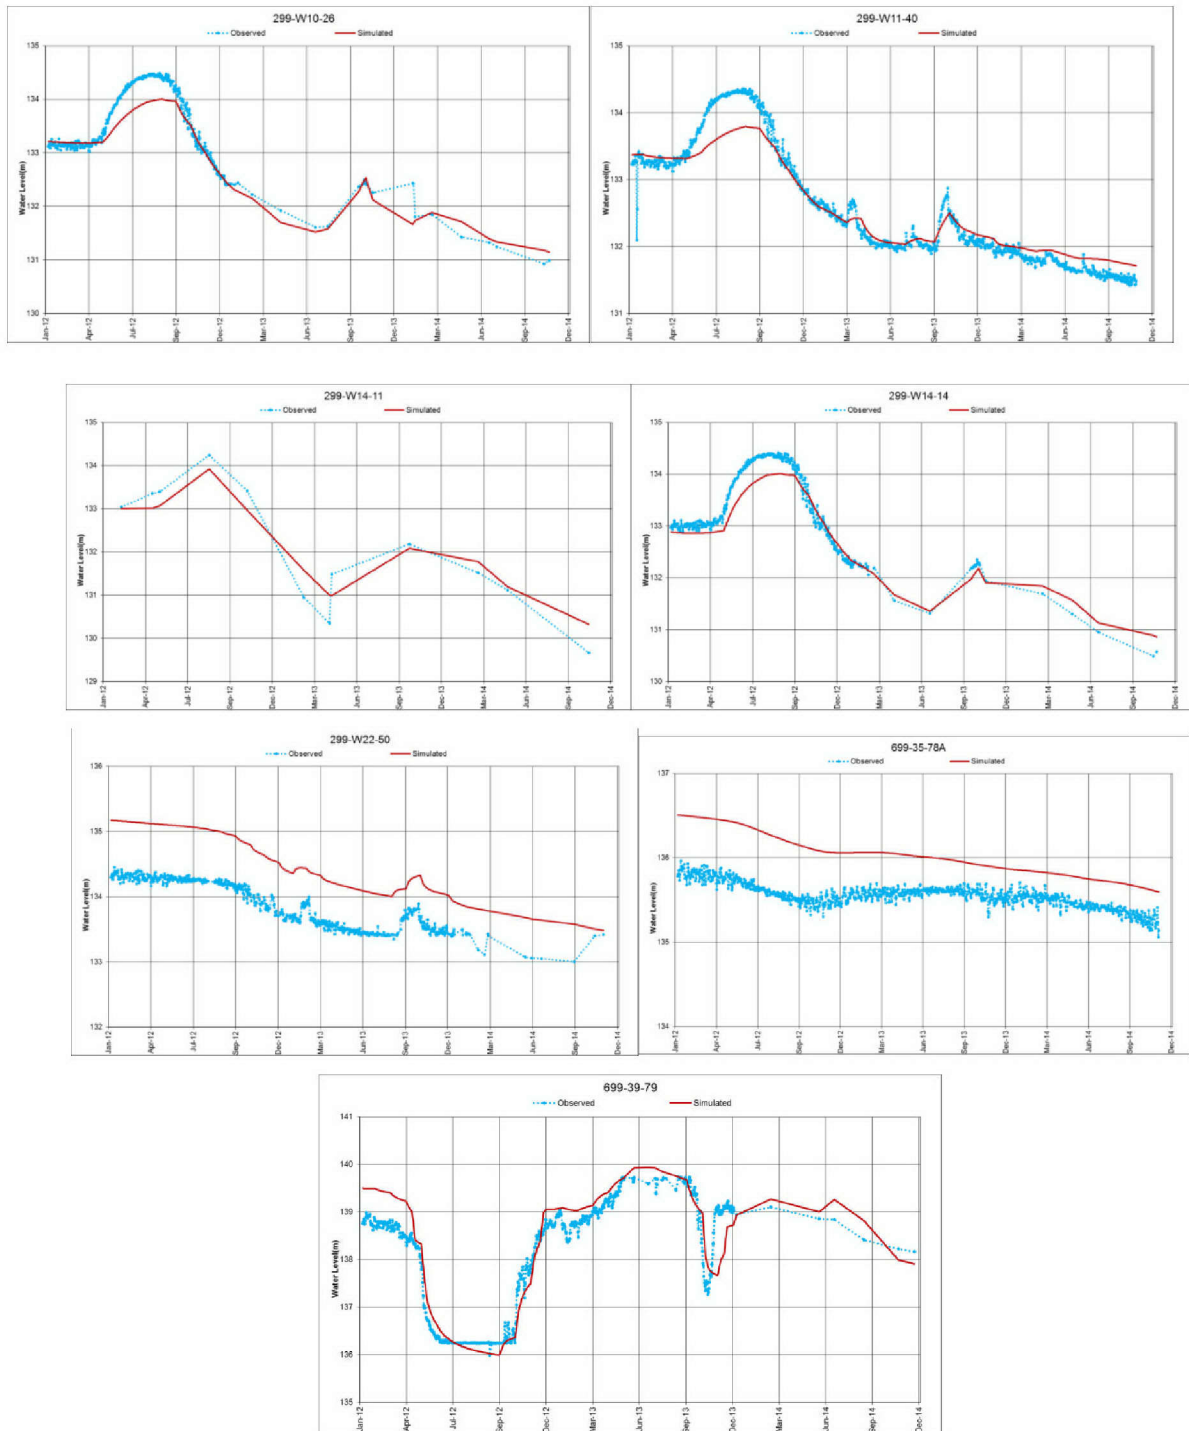 299-W10-26
Observed Simulated
Water Level(m)
135
134
133
132
131
130
Jan-12 Apr-12 Jul-12 Sep-12 Dec-12 Mar-13 Jun-13 Sep-13 Dec-13 Mar-14 Jun-14 Sep-14 Dec-14
299-W11-40
Observed Simulated
Water Level(m)
135
134
133
132
131
Jan-12 Apr-12 Jul-12 Sep-12 Dec-12 Mar-13 Jun-13 Sep-13 Dec-13 Mar-14 Jun-14 Sep-14 Dec-14
299-W14-11
Observed Simulated
Water Level(m)
135
134
133
132
131
130
129
Jan-12 Apr-12 Jul-12 Sep-12 Dec-12 Mar-13 Jun-13 Sep-13 Dec-13 Mar-14 Jun-14 Sep-14 Dec-14
299-W14-14
Observed Simulated
Water Level(m)
135
134
133
132
131
130
Jan-12 Apr-12 Jul-12 Sep-12 Dec-12 Mar-13 Jun-13 Sep-13 Dec-13 Mar-14 Jun-14 Sep-14 Dec-14
299-W22-50
Observed Simulated
Water Level(m)
136
135
134
133
132
Jan-12 Apr-12 Jul-12 Sep-12 Dec-12 Mar-13 Jun-13 Sep-13 Dec-13 Mar-14 Jun-14 Sep-14 Dec-14
699-35-78A
Observed Simulated
Water Level(m)
137
136
135
134
Jan-12 Apr-12 Jul-12 Sep-12 Dec-12 Mar-13 Jun-13 Sep-13 Dec-13 Mar-14 Jun-14 Sep-14 Dec-14
699-39-79
Observed Simulated
Water Level(m)
141
140
139
138
137
136
135
Jan-12 Apr-12 Jul-12 Sep-12 Dec-12 Mar-13 Jun-13 Sep-13 Dec-13 Mar-14 Jun-14 Sep-14 Dec-14